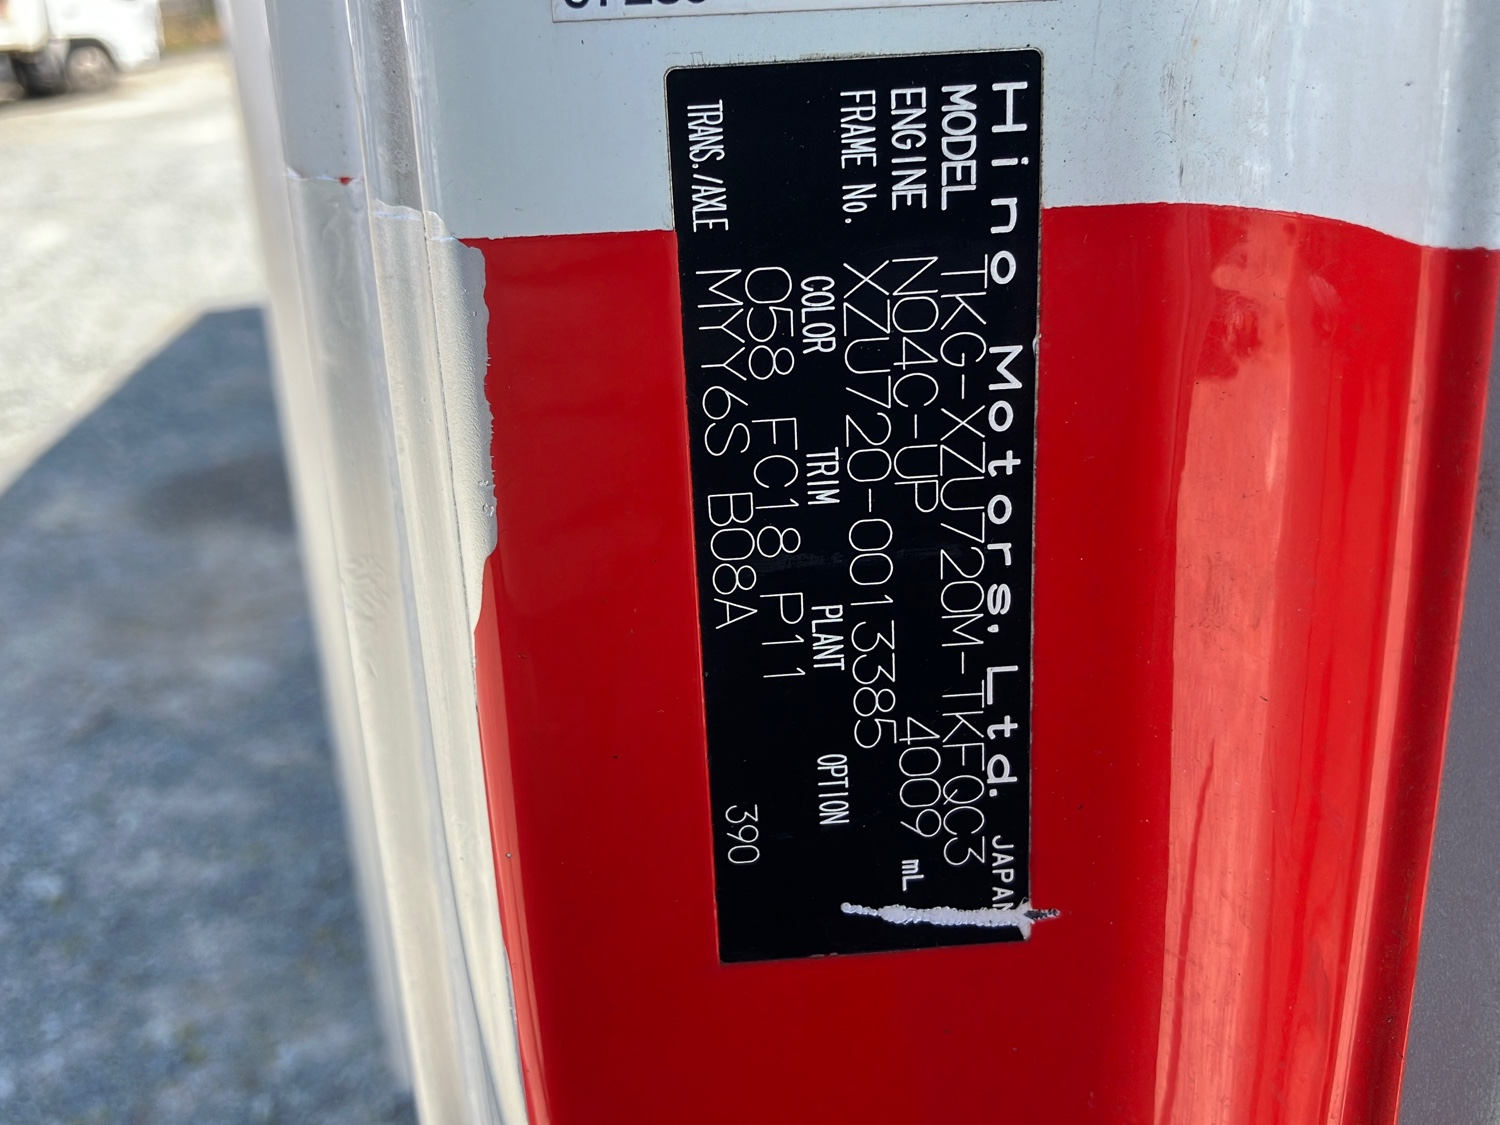 Hino Motors, Ltd. JAPAN
MODEL TKG-XZU720M-TKFQC3
ENGINE N04C-UP 4009 mL
FRAME No. XZU720-0013385
COLOR TRIM PLANT OPTION
058 FC18 P11
TRANS./AXLE MYY6S B08A 390